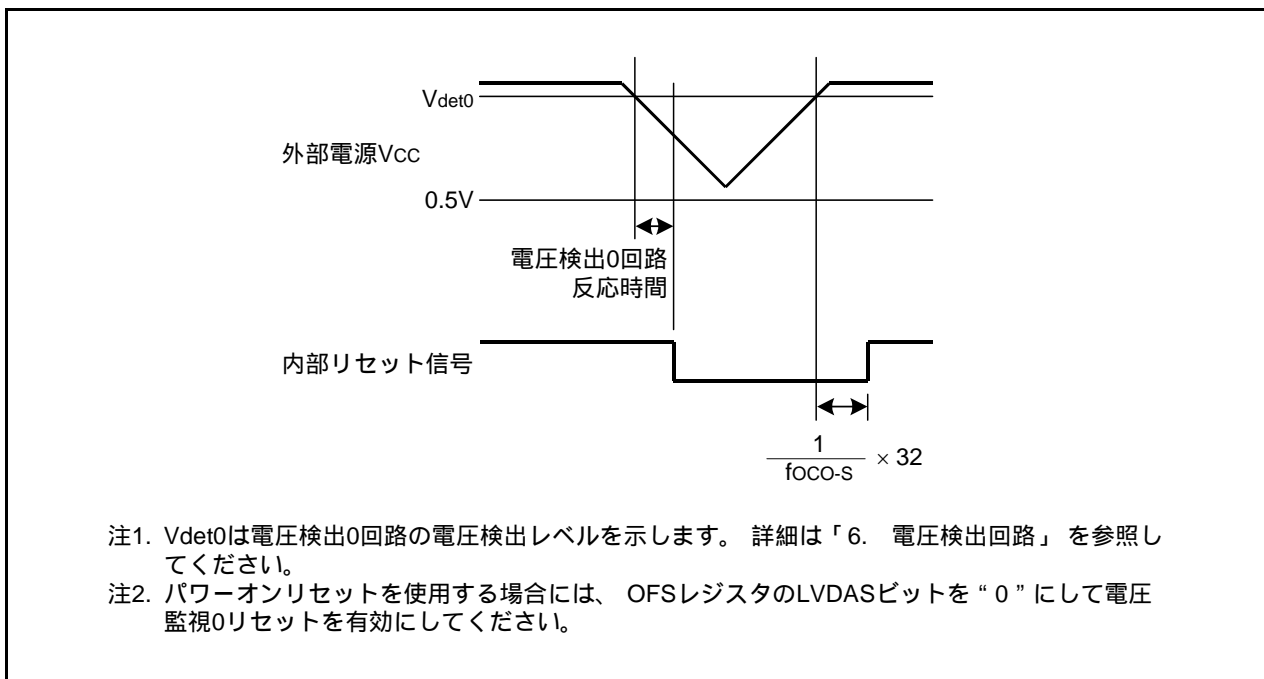 Vdet0
外部電源VCC
0.5V
電圧検出0回路
反応時間
内部リセット信号
1
fOCO-S
× 32
注1. Vdet0は電圧検出0回路の電圧検出レベルを示します。 詳細は「6. 電圧検出回路」 を参照し
てください。
注2. パワーオンリセットを使用する場合には、 OFSレジスタのLVDASビットを“0”にして電圧
監視0リセットを有効にしてください。